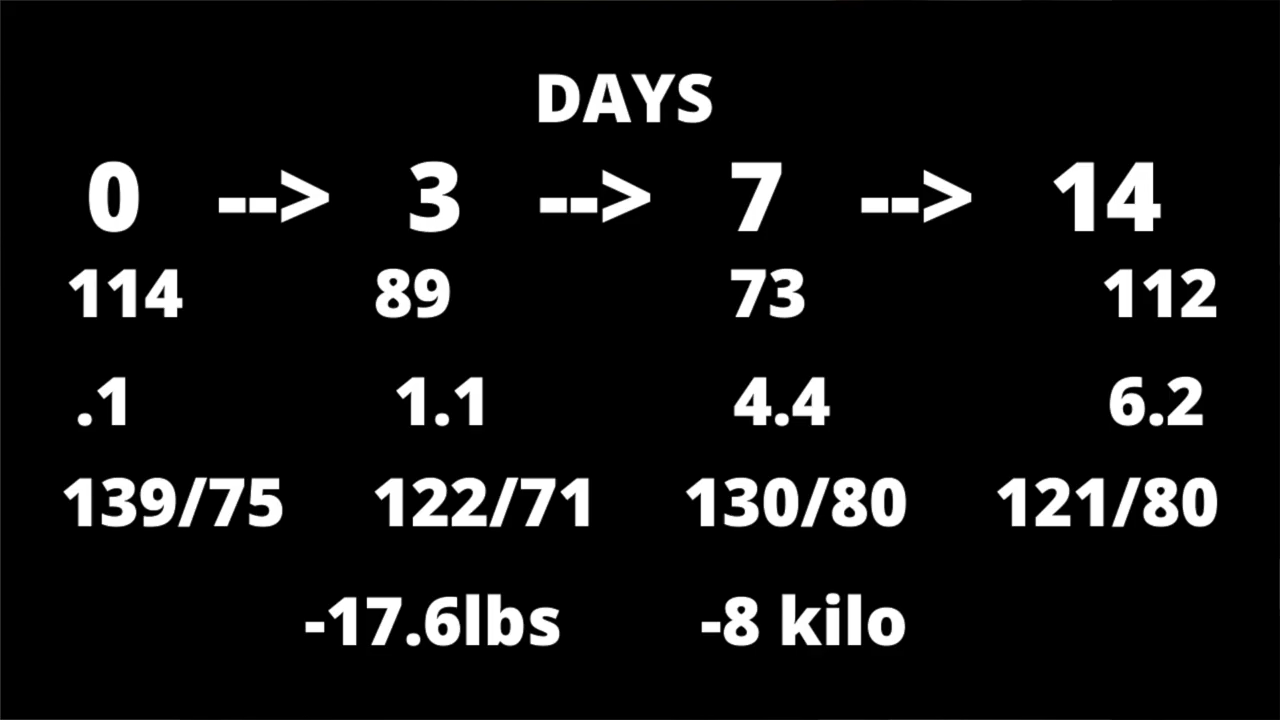 DAYS
0 --> 3 --> 7 --> 14
114 89 73 112
.1 1.1 4.4 6.2
139/75 122/71 130/80 121/80
-17.6lbs -8 kilo